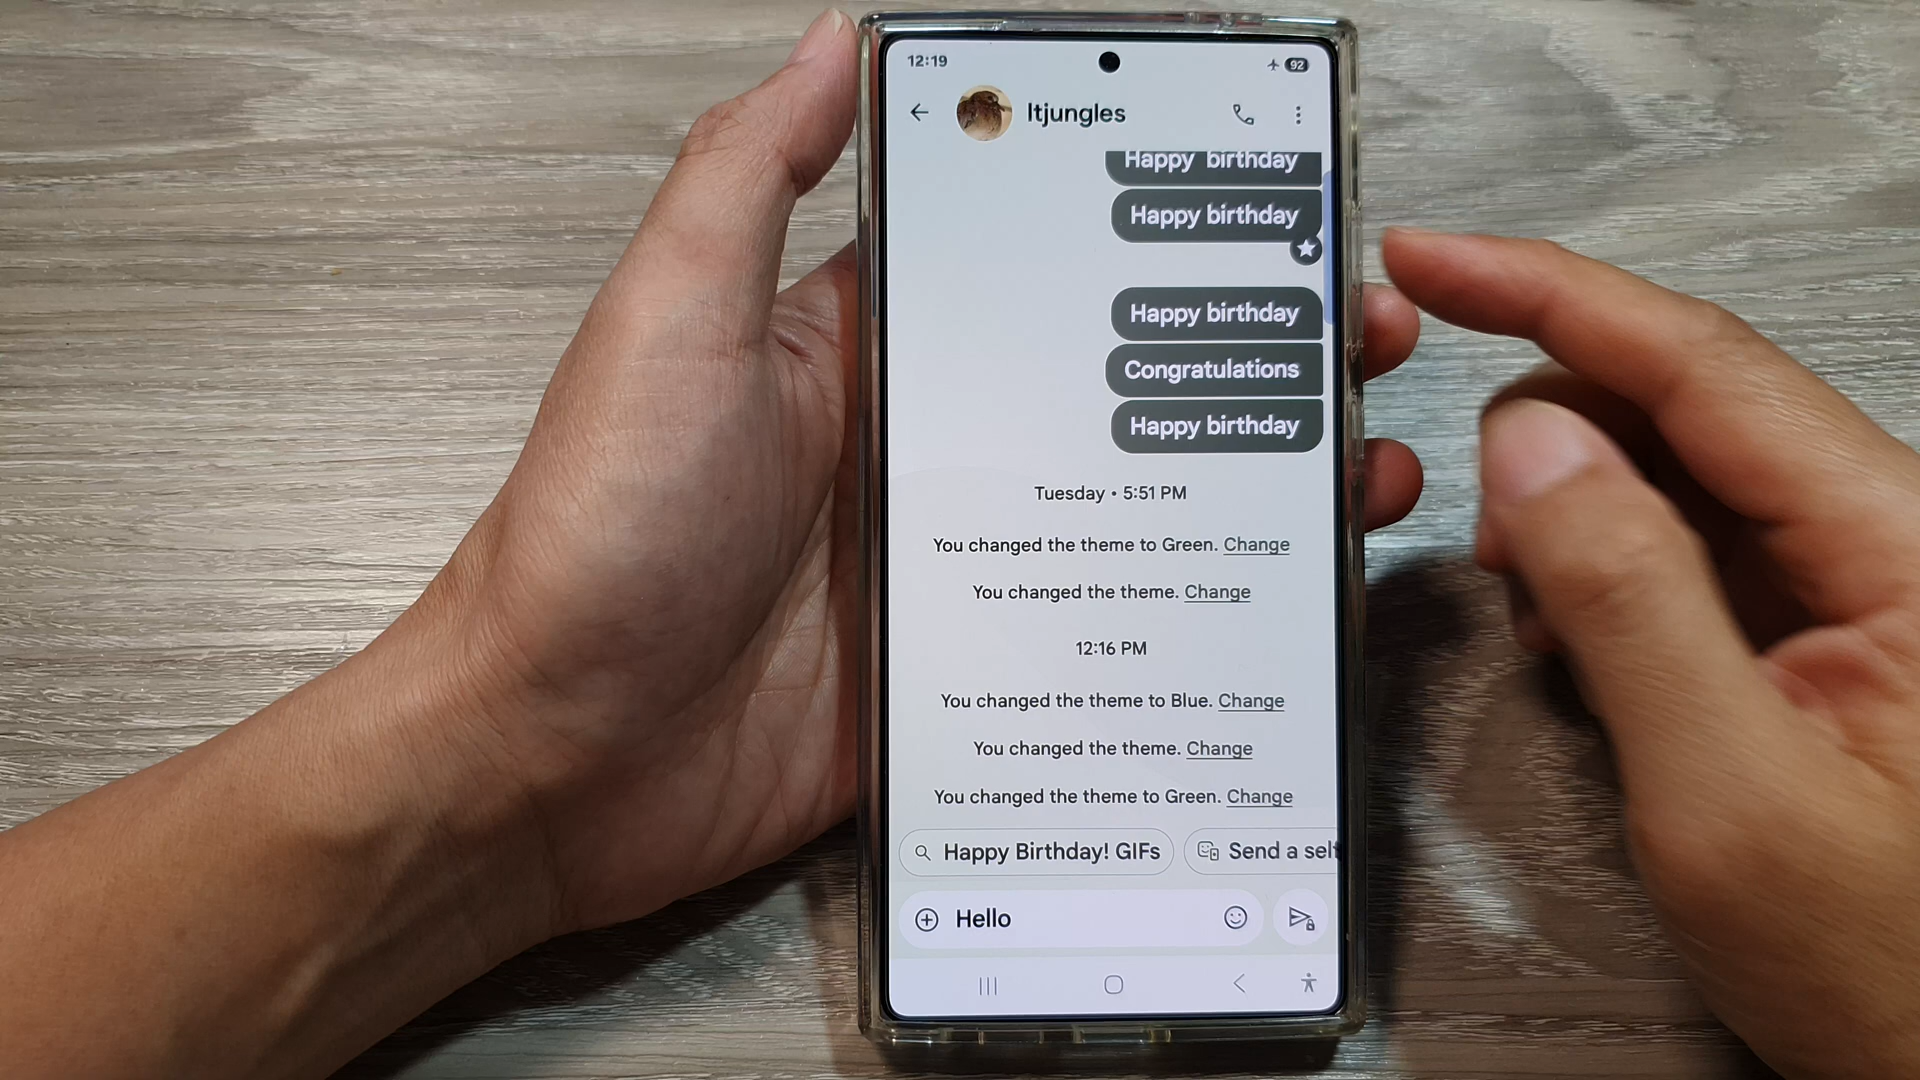 12:19
92
ltjungles
Happy birthday
Happy birthday
Happy birthday
Congratulations
Happy birthday
Tuesday • 5:51 PM
You changed the theme to Green. Change
You changed the theme. Change
12:16 PM
You changed the theme to Blue. Change
You changed the theme. Change
You changed the theme to Green. Change
Happy Birthday! GIFs
Send a self
Hello